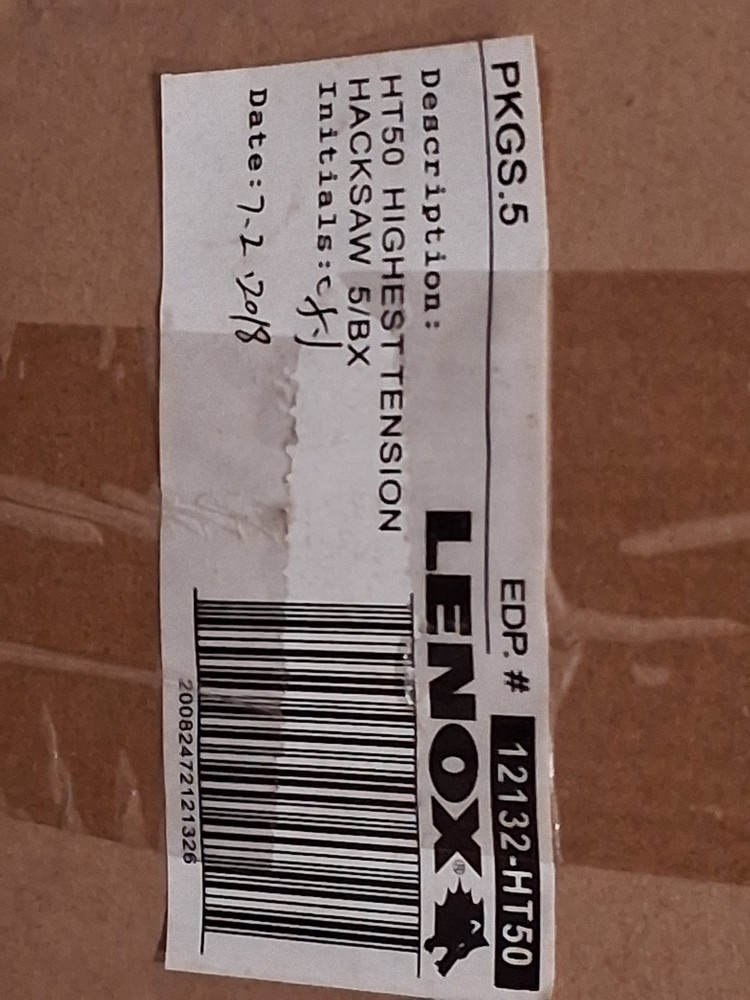 PKGS.5 EDP. # 12132-HT50
LENOX®
Description:
HT50 HIGHEST TENSION
HACKSAW 5/BX
Initials:
Date: 7-2,2018
20082472121326